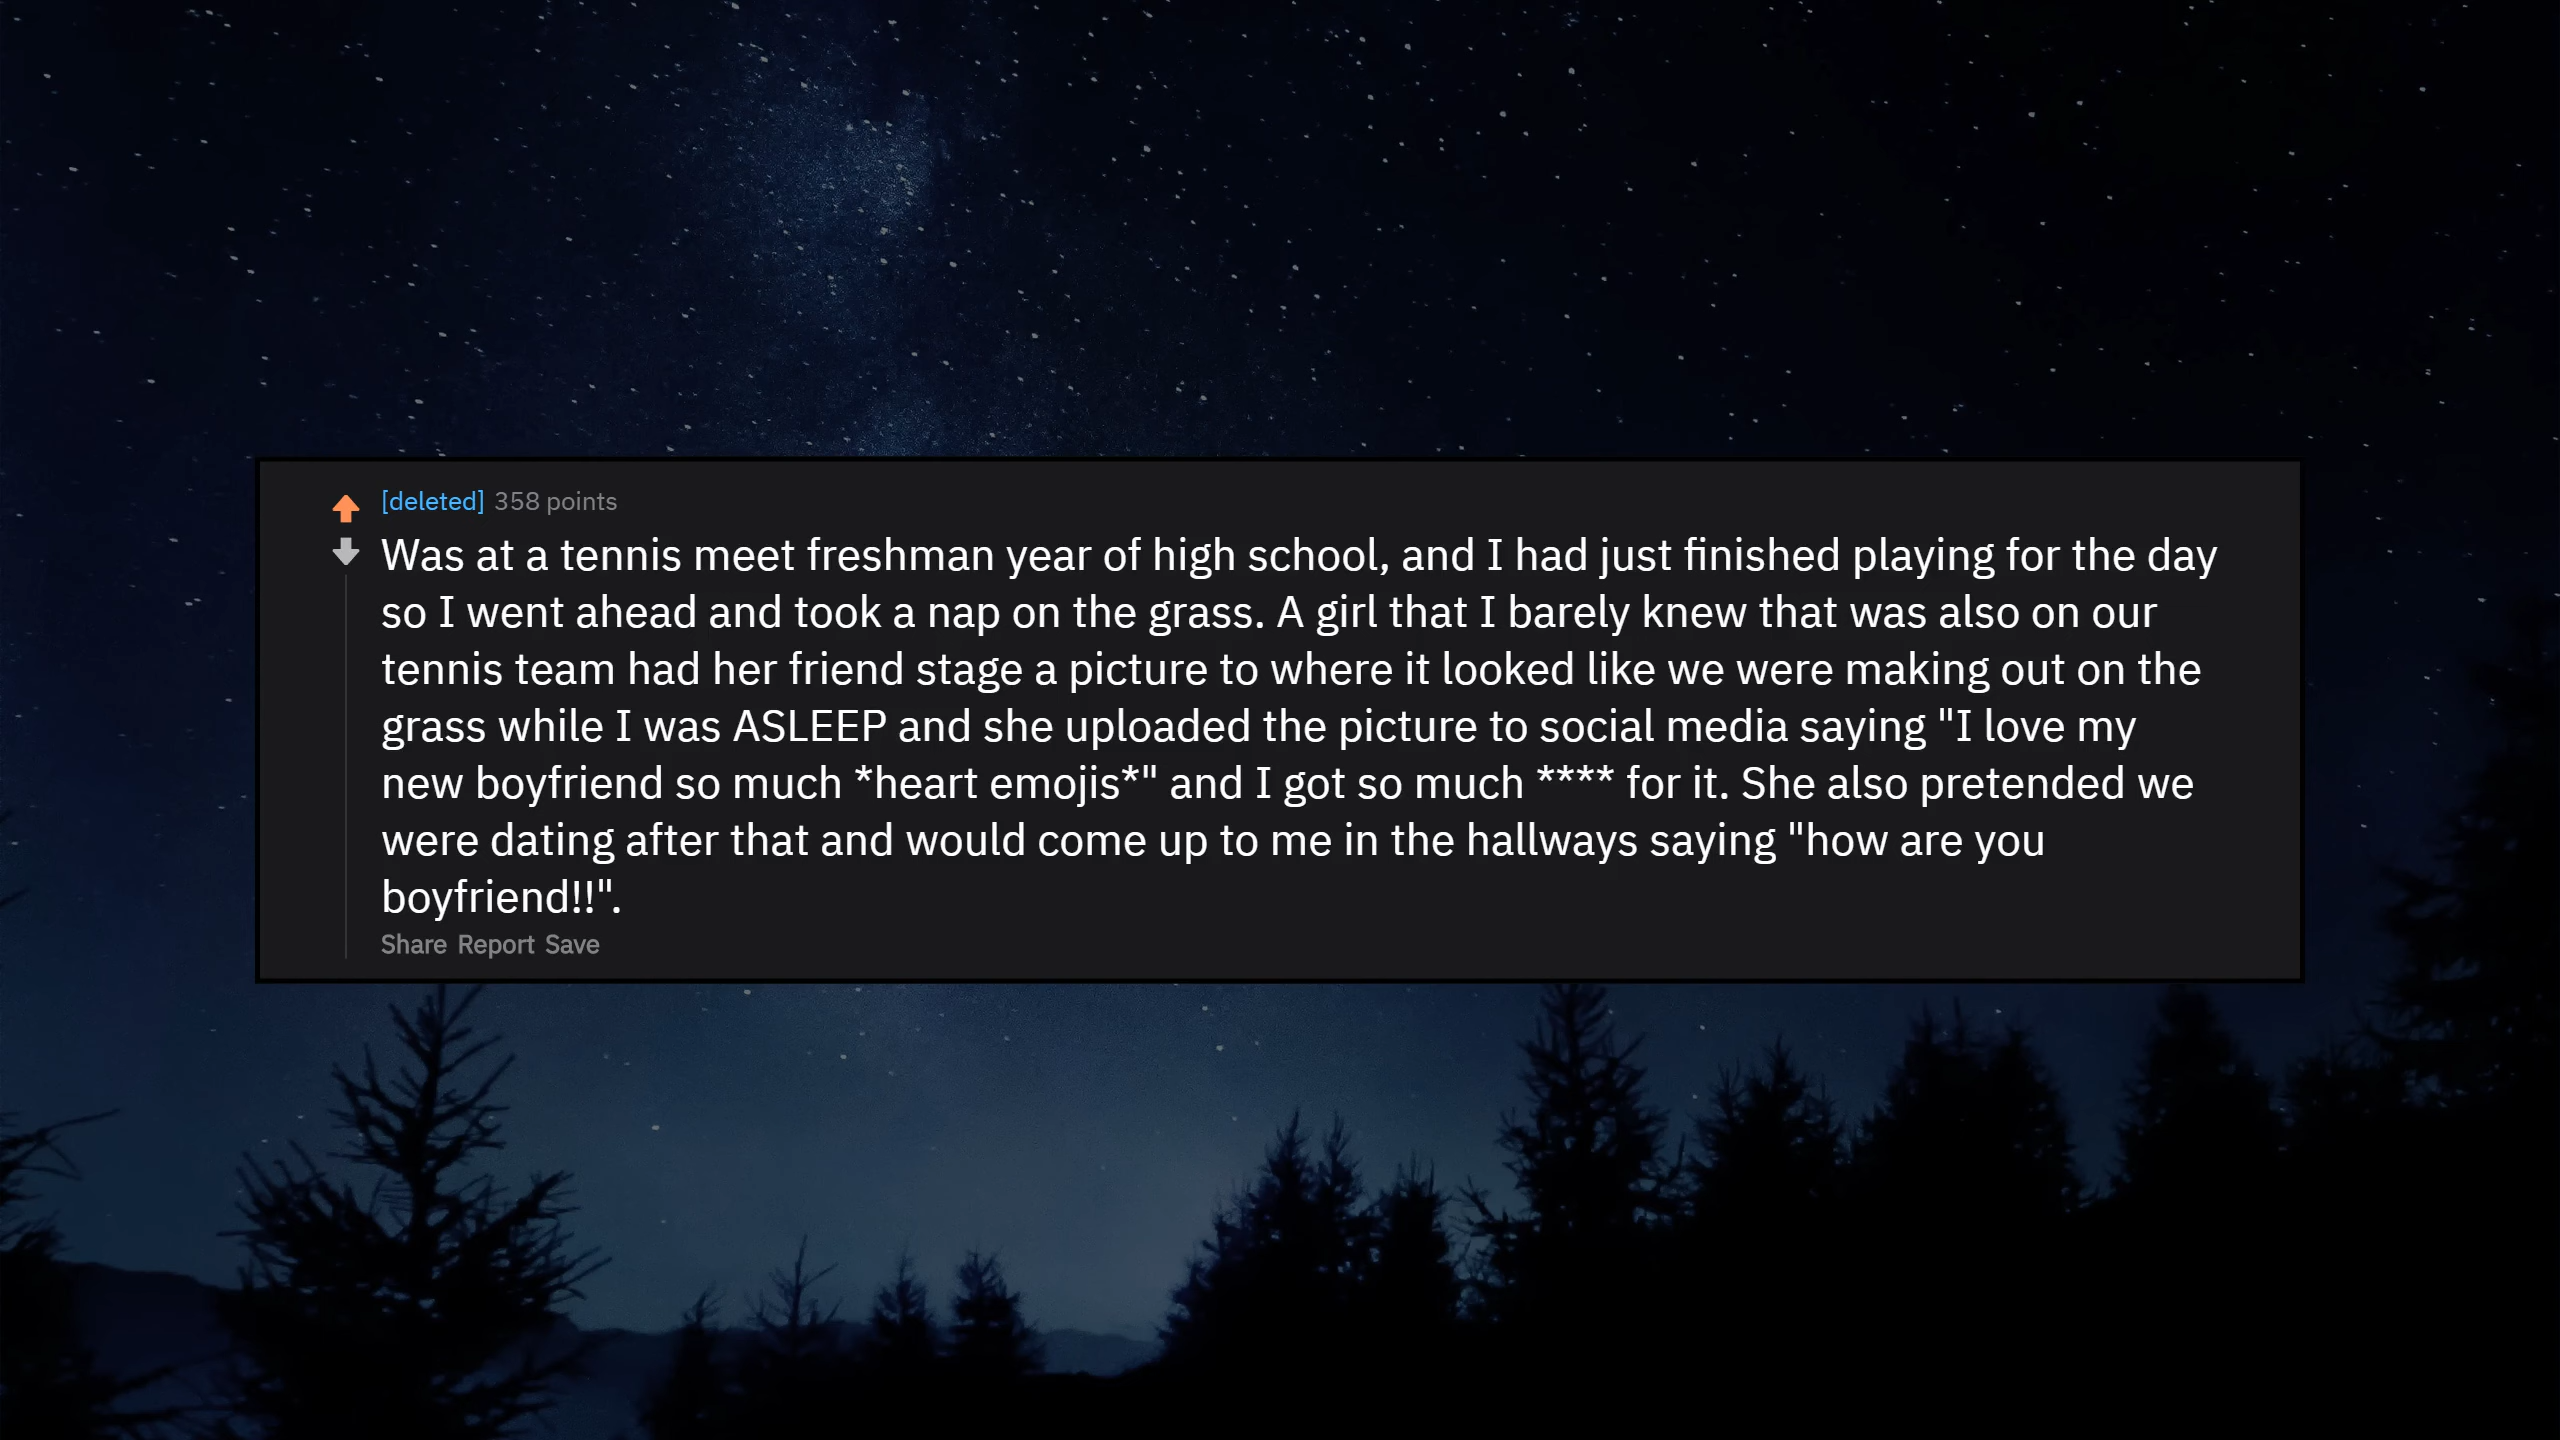 [deleted] 358 points
Was at a tennis meet freshman year of high school, and I had just finished playing for the day
so I went ahead and took a nap on the grass. A girl that I barely knew that was also on our
tennis team had her friend stage a picture to where it looked like we were making out on the
grass while I was ASLEEP and she uploaded the picture to social media saying "I love my
new boyfriend so much *heart emojis*" and I got so much **** for it. She also pretended we
were dating after that and would come up to me in the hallways saying "how are you
boyfriend!!".
Share Report Save